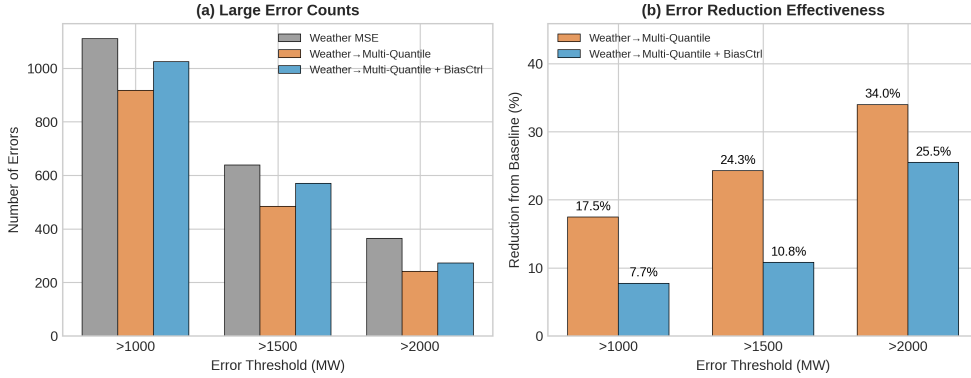 (a) Large Error Counts
Weather MSE
Weather→Multi-Quantile
Weather→Multi-Quantile + BiasCtrl
Number of Errors
1000
800
600
400
200
0
>1000
>1500
>2000
Error Threshold (MW)
(b) Error Reduction Effectiveness
Weather→Multi-Quantile
Weather→Multi-Quantile + BiasCtrl
Reduction from Baseline (%)
40
30
20
10
0
17.5%
7.7%
24.3%
10.8%
34.0%
25.5%
>1000
>1500
>2000
Error Threshold (MW)